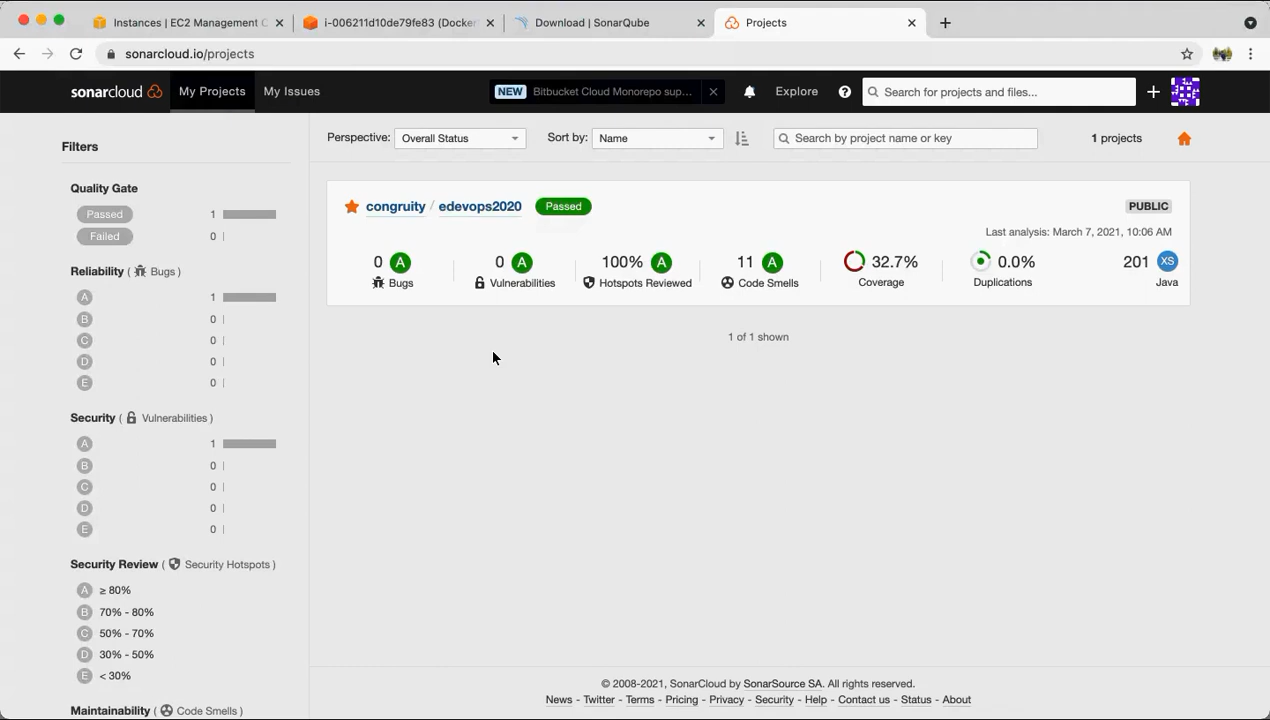 Instances | EC2 Management C
i-006211d10de79fe83 (Docker
Download | SonarQube
Projects
sonarcloud.io/projects
sonarcloud
My Projects
My Issues
NEW
Bitbucket Cloud Monorepo sup...
Explore
Search for projects and files...
Filters
Perspective:
Overall Status
Sort by:
Name
Search by project name or key
1 projects
Quality Gate
Passed 1
Failed 0
Reliability ( Bugs )
A 1
B 0
C 0
D 0
E 0
Security ( Vulnerabilities )
A 1
B 0
C 0
D 0
E 0
Security Review ( Security Hotspots )
A ≥ 80%
B 70% - 80%
C 50% - 70%
D 30% - 50%
E < 30%
Maintainability ( Code Smells )
congruity / edevops2020 Passed
PUBLIC
Last analysis: March 7, 2021, 10:06 AM
0 A
Bugs
0 A
Vulnerabilities
100% A
Hotspots Reviewed
11 A
Code Smells
32.7%
Coverage
0.0%
Duplications
201 XS
Java
1 of 1 shown
© 2008-2021, SonarCloud by SonarSource SA. All rights reserved.
News - Twitter - Terms - Pricing - Privacy - Security - Help - Contact us - Status - About